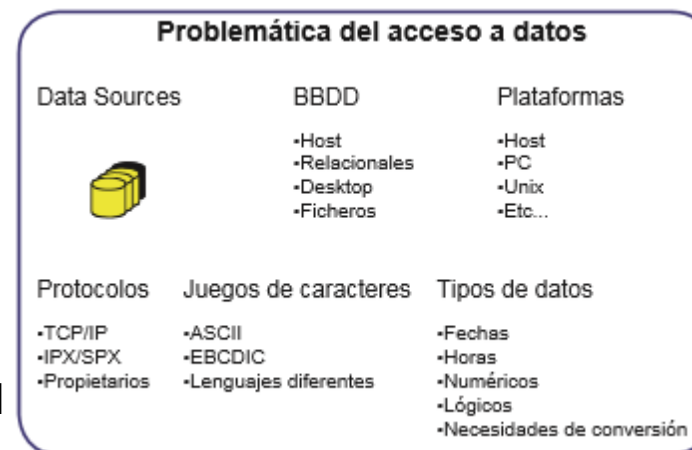 Problemática del acceso a datos
Data Sources
BBDD
▪Host
▪Relacionales
▪Desktop
▪Ficheros
Plataformas
▪Host
▪PC
▪Unix
▪Etc...
Protocolos
▪TCP/IP
▪IPX/SPX
▪Propietarios
Juegos de caracteres
▪ASCII
▪EBCDIC
▪Lenguajes diferentes
Tipos de datos
▪Fechas
▪Horas
▪Numéricos
▪Lógicos
▪Necesidades de conversión